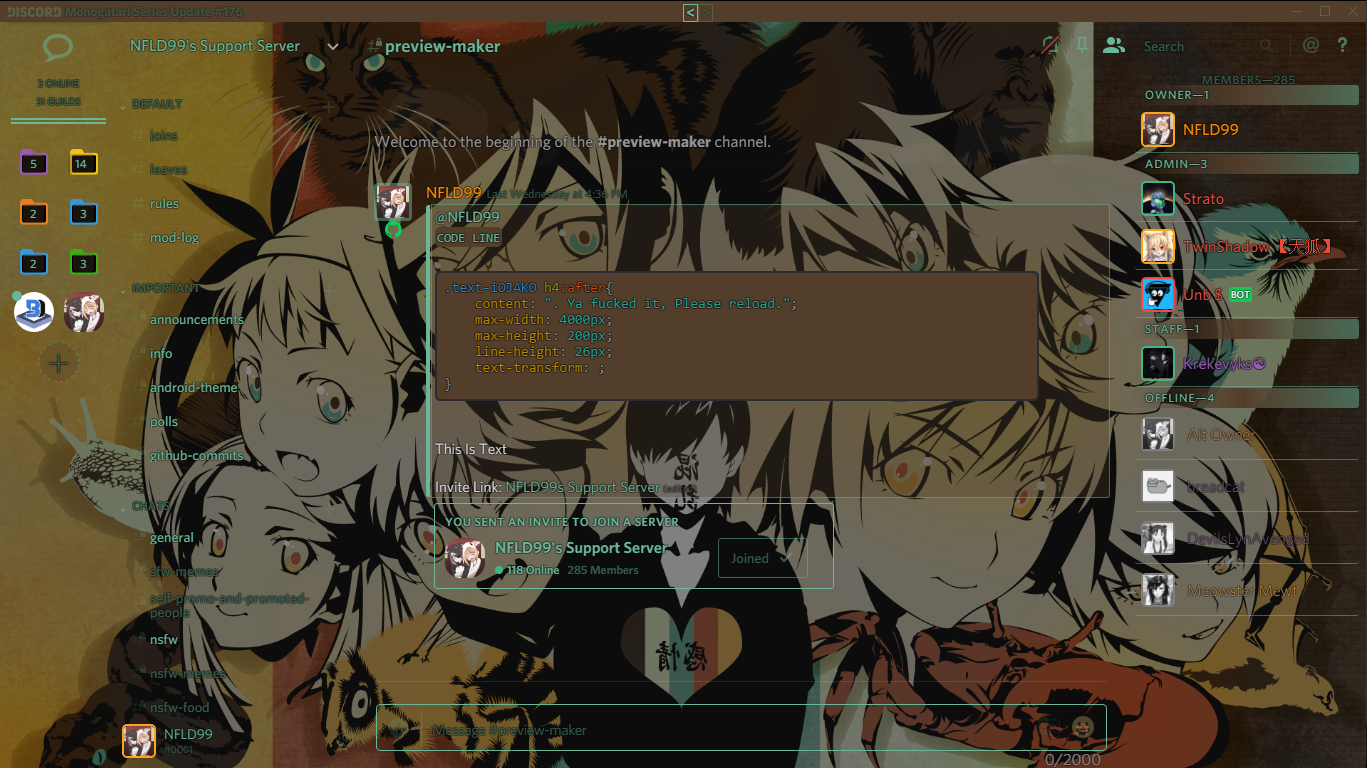 DISCORD Monogatari Series Update #176
< >
3 ONLINE
31 GUILDS
5
14
2
3
2
3
NFLD99's Support Server
DEFAULT
joins
leaves
rules
mod-log
IMPORTANT
announcements
info
android-theme
polls
github-commits
CHATS
general
sfw-memes
self-promo-and-promoted-
people
nsfw
nsfw-memes
nsfw-food
NFLD99
#0001
#preview-maker
Search
@ ?
Welcome to the beginning of the #preview-maker channel.
NFLD99 Last Wednesday at 4:36 PM
@NFLD99
CODE LINE
.text-iOJAKO h4:after{
content: ". Ya fucked it, Please reload.";
max-width: 4000px;
max-height: 200px;
line-height: 26px;
text-transform: ;
}
This Is Text
Invite Link: NFLD99s Support Server (edited)
YOU SENT AN INVITE TO JOIN A SERVER
NFLD99's Support Server
118 Online 285 Members
Joined
感情
Message #preview-maker
0/2000
MEMBERS—285
OWNER—1
NFLD99
ADMIN—3
Strato
TwinShadow 【天狐】
BOT
STAFF—1
Krekevyks☯
OFFLINE—4
Alt Owner
breadcat
DevilsLynAvenged
Meowster Mewt